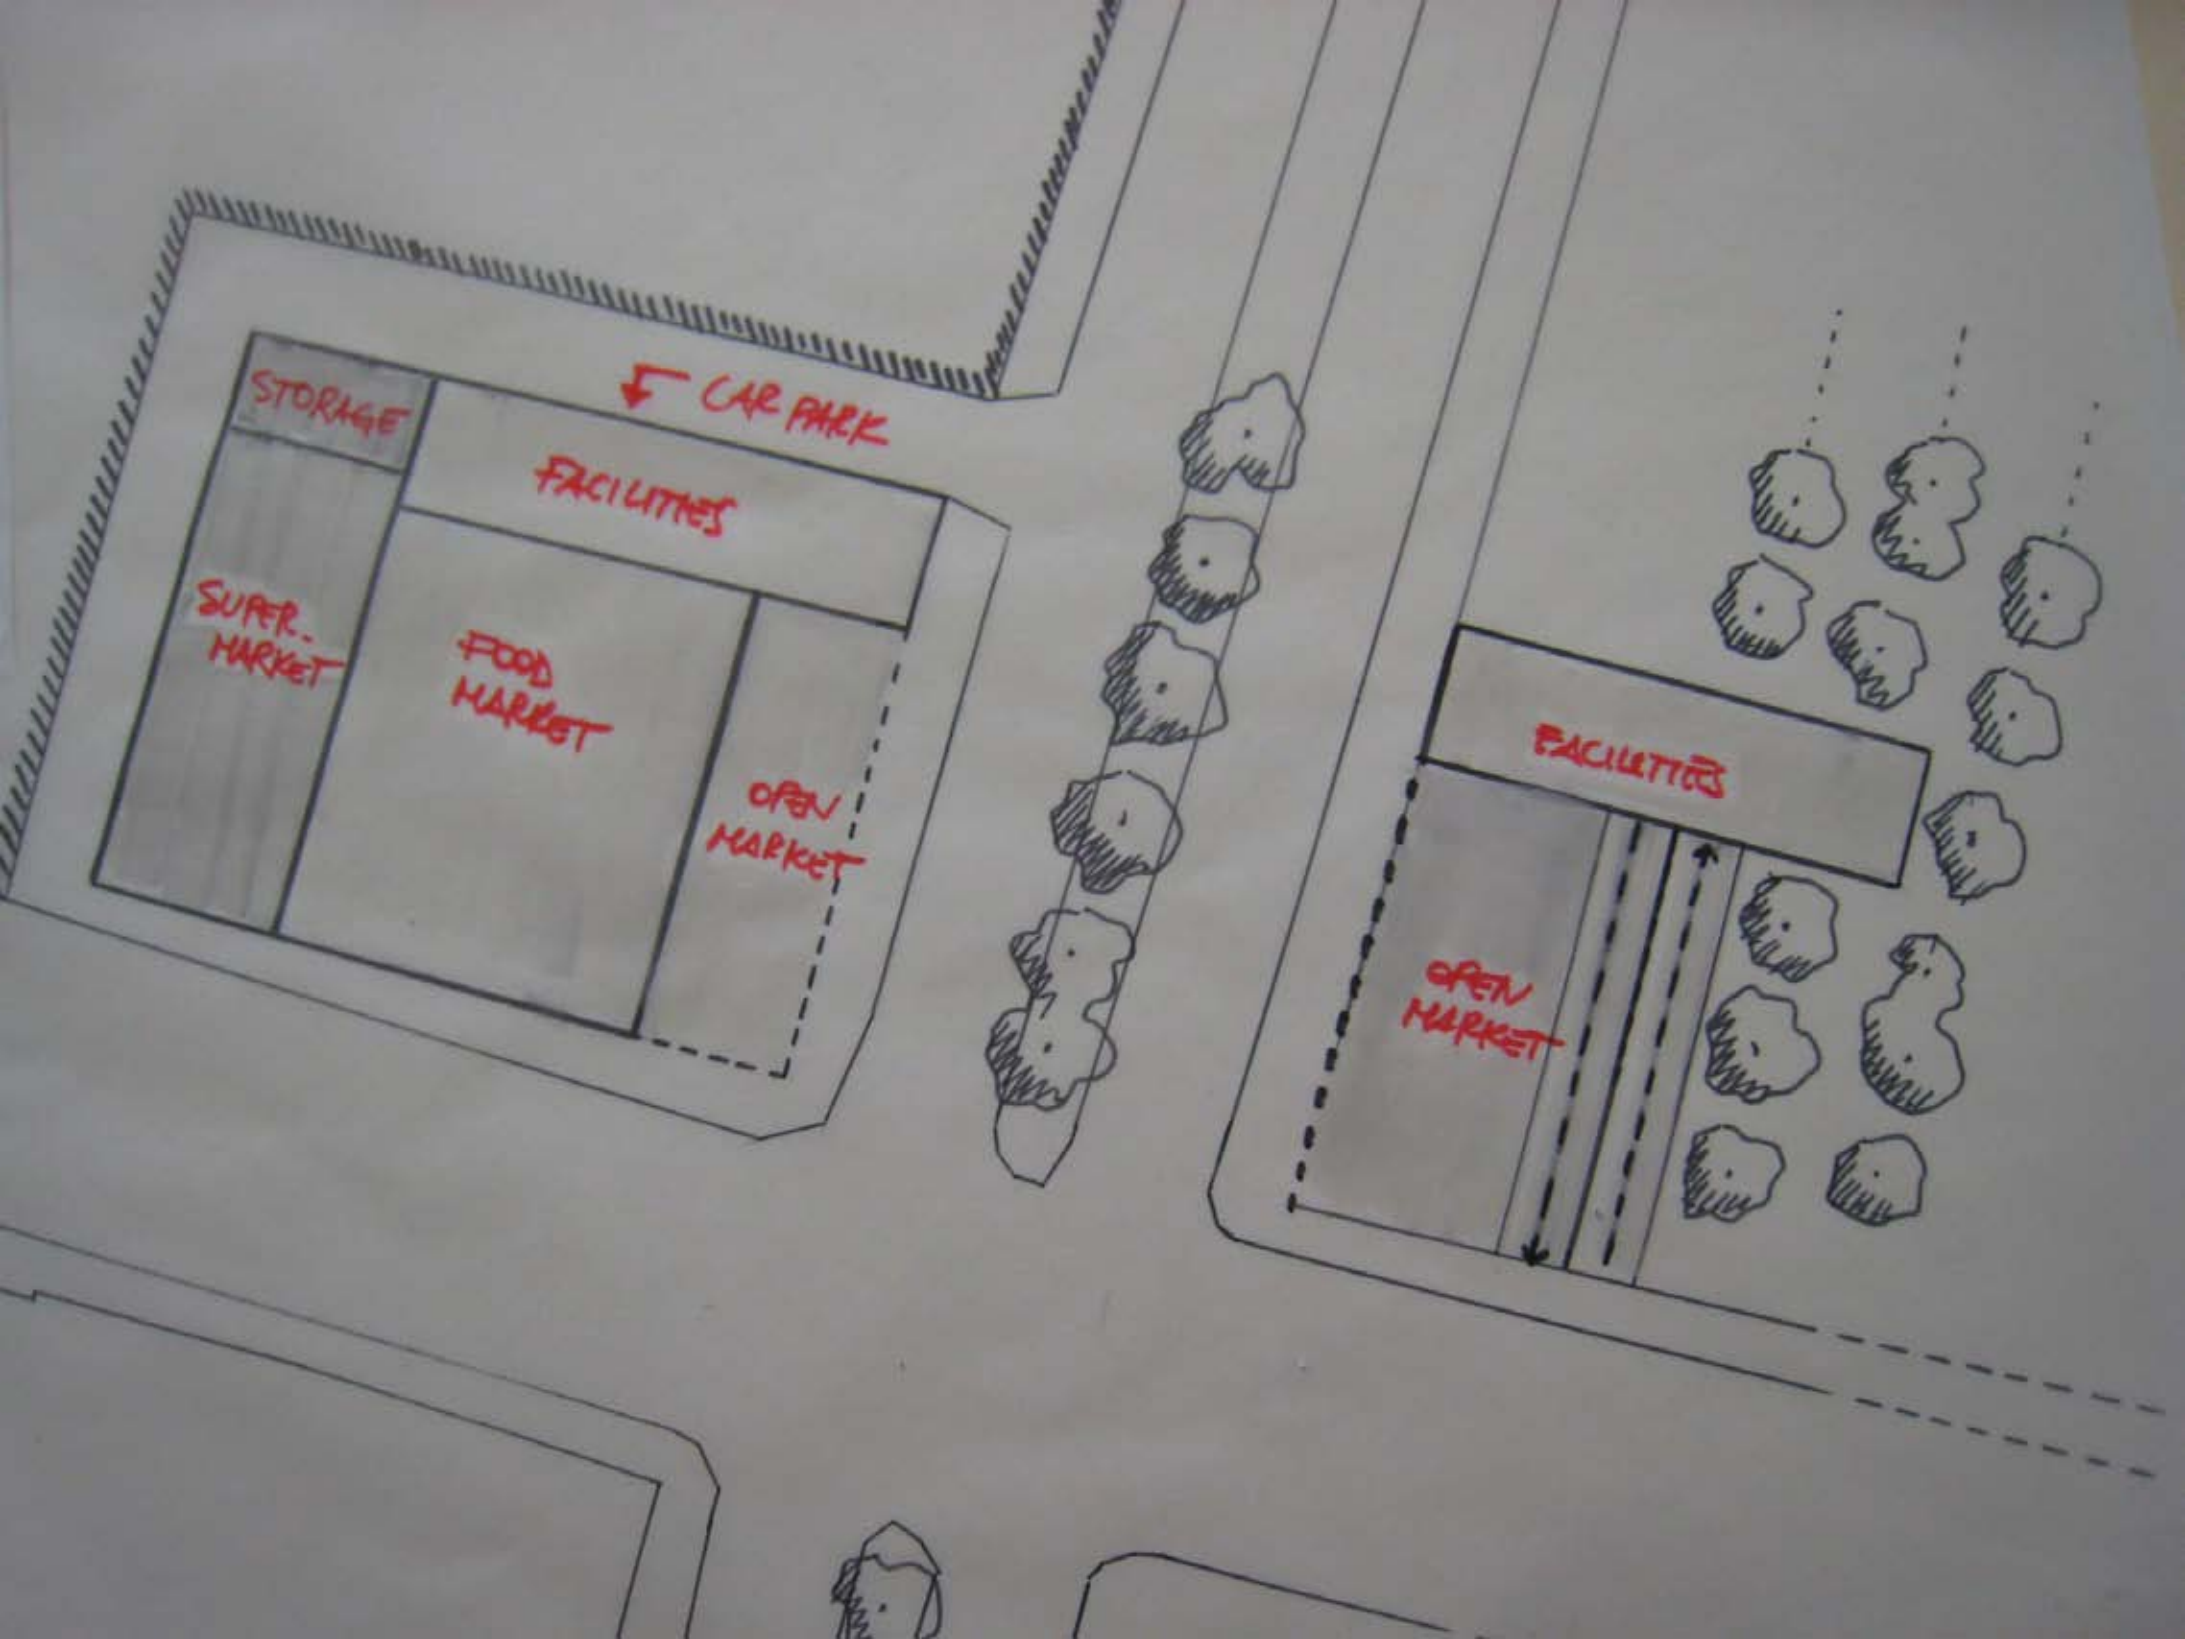 STORAGE
CAR PARK
FACILITIES
SUPER-
MARKET
FOOD
MARKET
OPEN
MARKET
FACILITIES
OPEN
MARKET